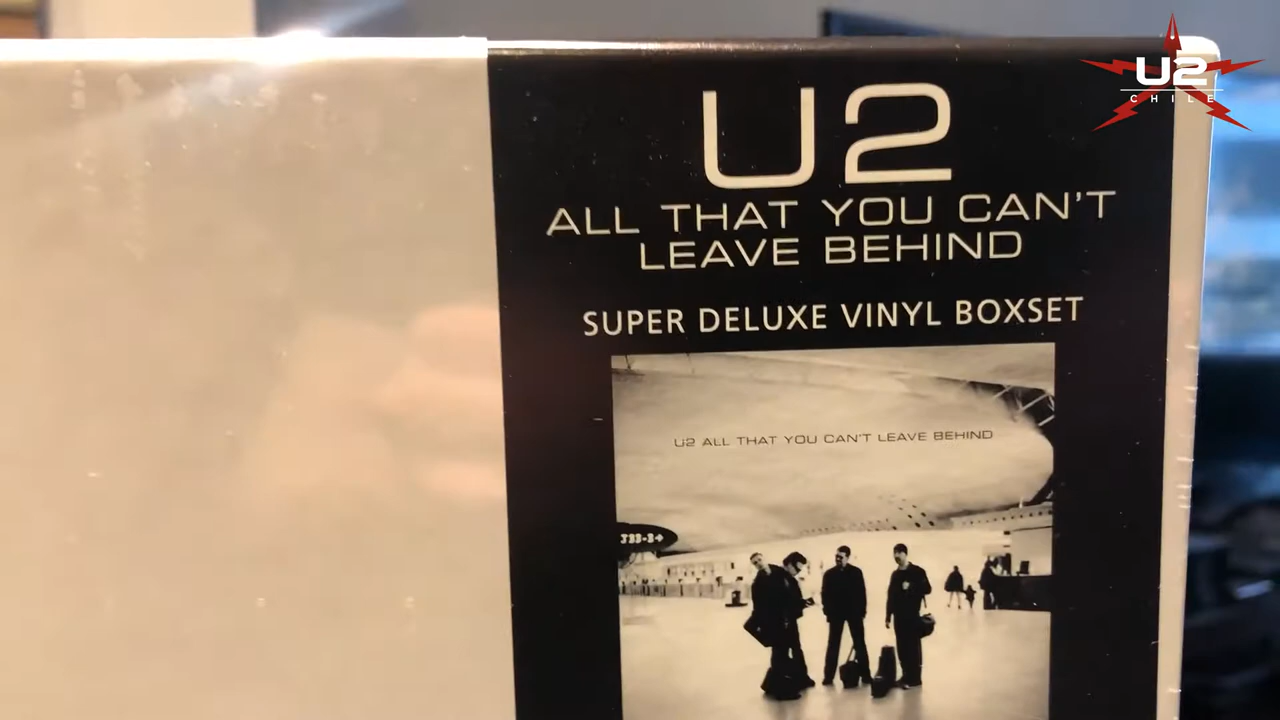 U2
CHILE
U2
ALL THAT YOU CAN'T
LEAVE BEHIND
SUPER DELUXE VINYL BOXSET
U2 ALL THAT YOU CAN'T LEAVE BEHIND
J33-3→